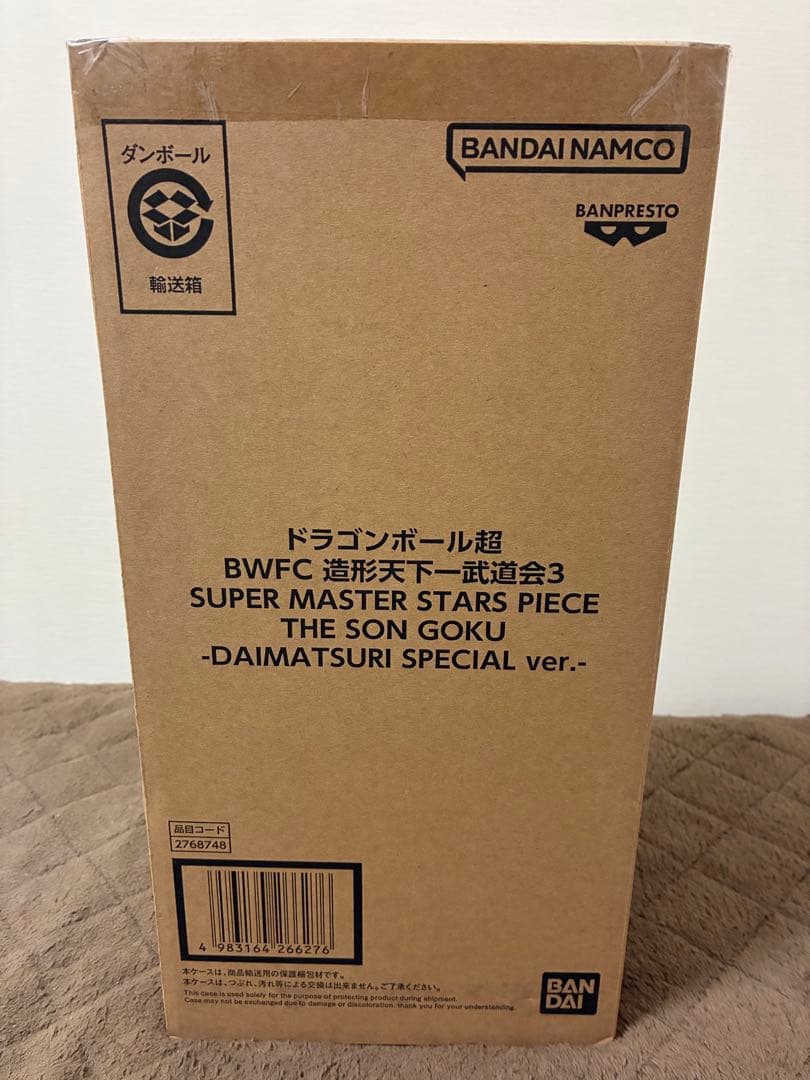 ダンボール
輸送箱
BANDAI NAMCO
BANPRESTO
ドラゴンボール超
BWFC 造形天下一武道会3
SUPER MASTER STARS PIECE
THE SON GOKU
-DAIMATSURI SPECIAL ver.-
品目コード
2768748
4 983164 266276
本ケースは、商品輸送用の保護梱包材です。
本ケースは、つぶれ、汚れ等による交換は出来ません。ご了承ください。
This case is used solely for the purpose of protecting product during shipment.
Case may not be exchanged due to damage or discoloration. thank you for your understanding.
BAN
DAI